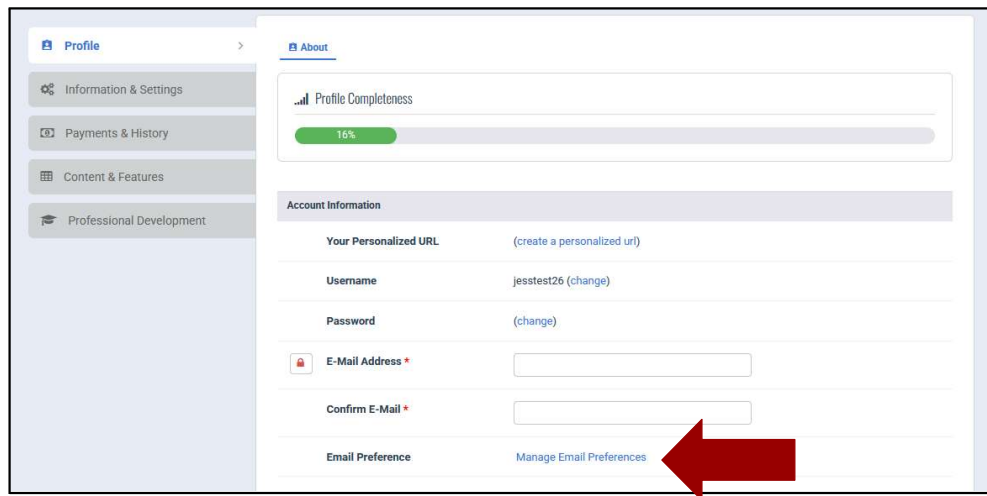 Profile
Information & Settings
Payments & History
Content & Features
Professional Development
About
Profile Completeness
16%
Account Information
Your Personalized URL (create a personalized url)
Username jesstest26 (change)
Password (change)
E-Mail Address *
Confirm E-Mail *
Email Preference Manage Email Preferences